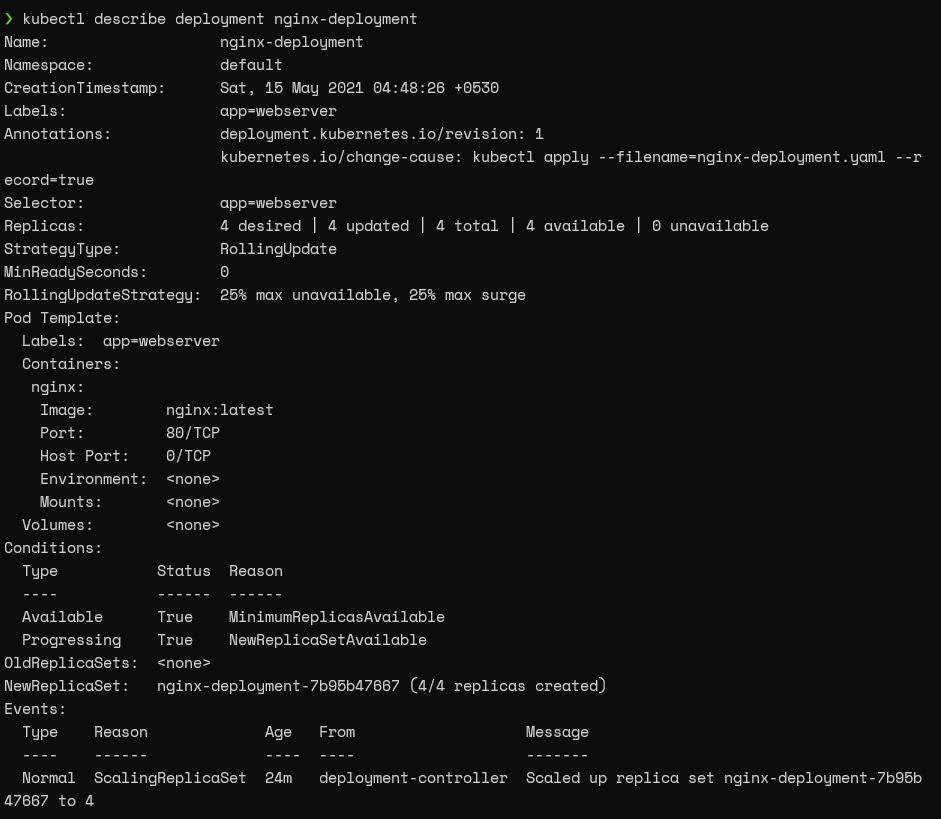 ❯ kubectl describe deployment nginx-deployment
Name:                   nginx-deployment
Namespace:              default
CreationTimestamp:      Sat, 15 May 2021 04:48:26 +0530
Labels:                 app=webserver
Annotations:            deployment.kubernetes.io/revision: 1
                        kubernetes.io/change-cause: kubectl apply --filename=nginx-deployment.yaml --r
ecord=true
Selector:               app=webserver
Replicas:               4 desired | 4 updated | 4 total | 4 available | 0 unavailable
StrategyType:           RollingUpdate
MinReadySeconds:        0
RollingUpdateStrategy:  25% max unavailable, 25% max surge
Pod Template:
  Labels:  app=webserver
  Containers:
   nginx:
    Image:        nginx:latest
    Port:         80/TCP
    Host Port:    0/TCP
    Environment:  <none>
    Mounts:       <none>
  Volumes:        <none>
Conditions:
  Type           Status  Reason
  ----           ------  ------
  Available      True    MinimumReplicasAvailable
  Progressing    True    NewReplicaSetAvailable
OldReplicaSets:  <none>
NewReplicaSet:   nginx-deployment-7b95b47667 (4/4 replicas created)
Events:
  Type    Reason             Age   From                   Message
  ----    ------             ----  ----                   -------
  Normal  ScalingReplicaSet  24m   deployment-controller  Scaled up replica set nginx-deployment-7b95b
47667 to 4